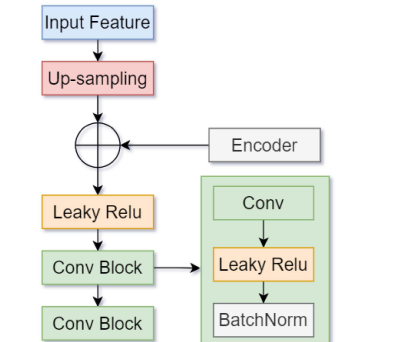 Input Feature
Up-sampling
Encoder
Leaky Relu
Conv Block
Conv Block
Conv
Leaky Relu
BatchNorm